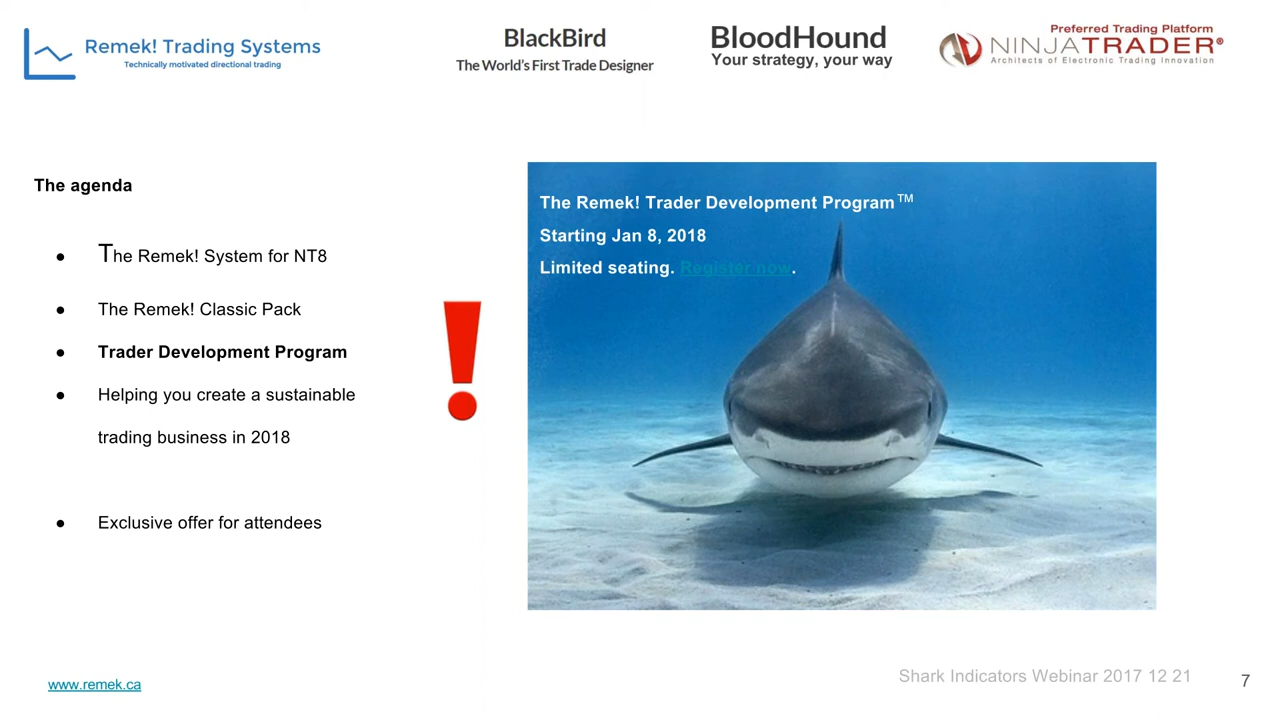 Remek! Trading Systems
Technically motivated directional trading
BlackBird
The World's First Trade Designer
BloodHound
Your strategy, your way
Preferred Trading Platform
NINJATRADER®
Architects of Electronic Trading Innovation
The agenda
● The Remek! System for NT8
● The Remek! Classic Pack
● Trader Development Program
● Helping you create a sustainable
trading business in 2018
● Exclusive offer for attendees
!
The Remek! Trader Development Program™
Starting Jan 8, 2018
Limited seating. Register now.
www.remek.ca
Shark Indicators Webinar 2017 12 21
7